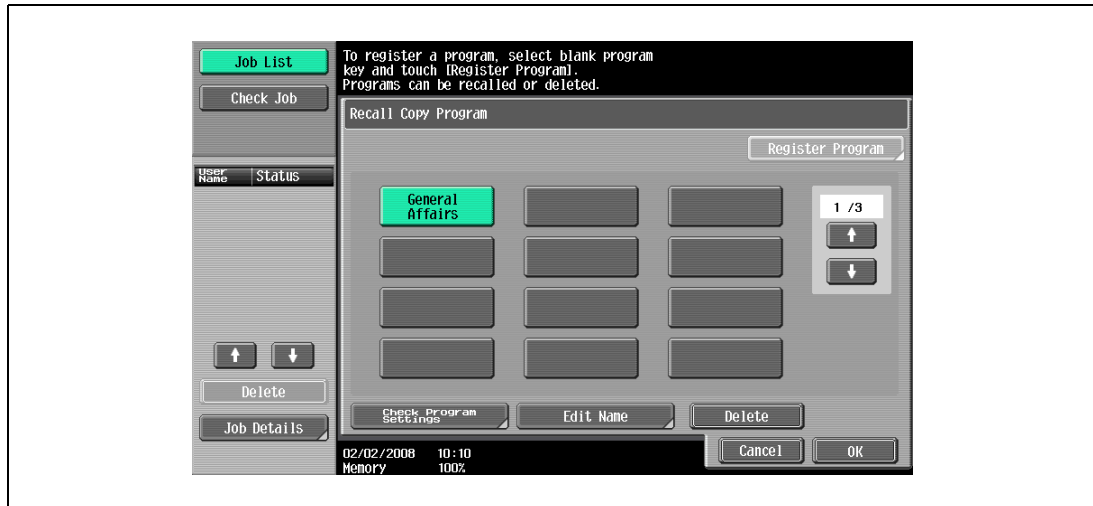 Job List
Check Job
User Name
Status
Delete
Job Details
To register a program, select blank program
key and touch [Register Program].
Programs can be recalled or deleted.
Recall Copy Program
Register Program
General
Affairs
1 /3
Check Program
Settings
Edit Name
Delete
Cancel
OK
02/02/2008 10:10
Memory 100%